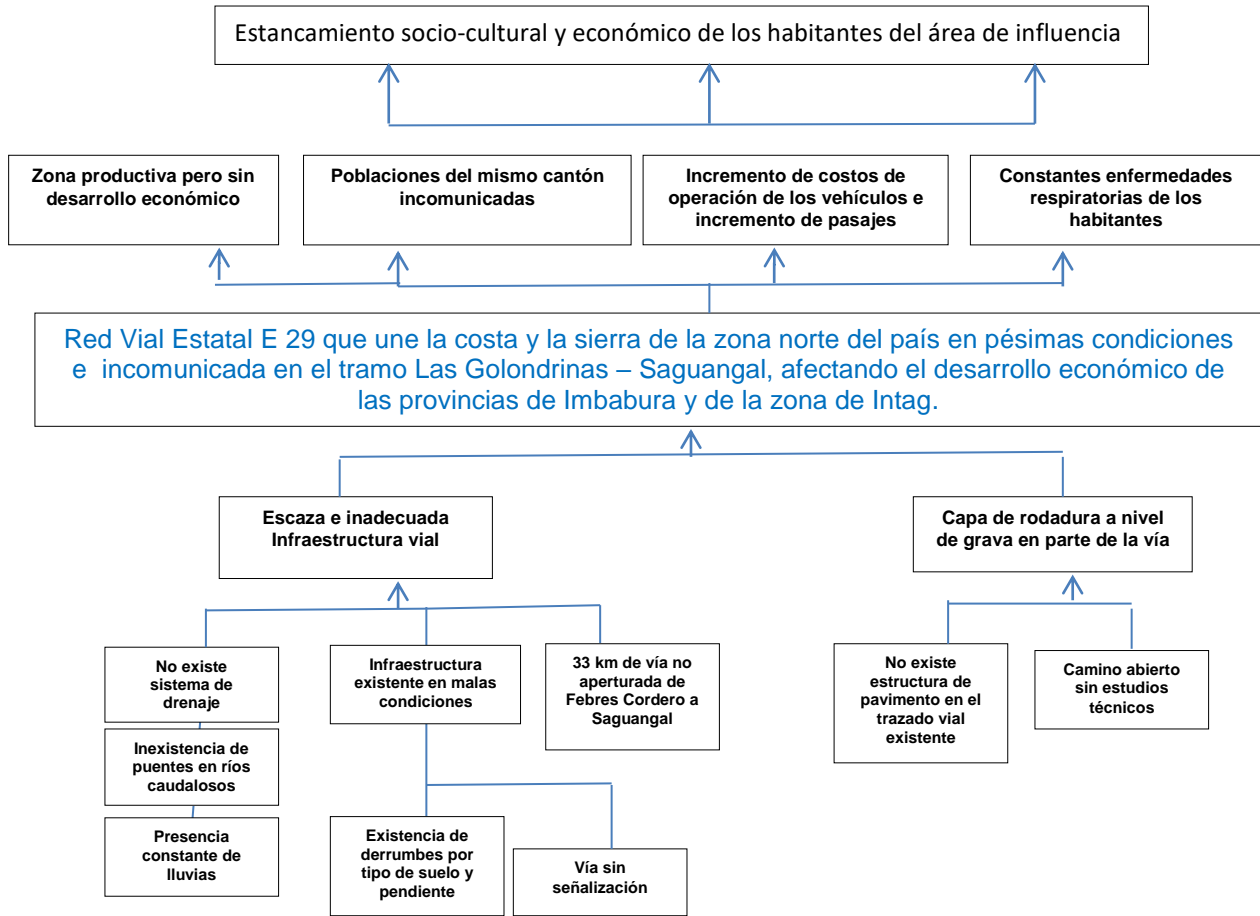 Estancamiento socio-cultural y económico de los habitantes del área de influencia
Zona productiva pero sin
desarrollo económico
Poblaciones del mismo cantón
incomunicadas
Incremento de costos de
operación de los vehículos e
incremento de pasajes
Constantes enfermedades
respiratorias de los
habitantes
Red Vial Estatal E 29 que une la costa y la sierra de la zona norte del país en pésimas condiciones
e incomunicada en el tramo Las Golondrinas – Saguangal, afectando el desarrollo económico de
las provincias de Imbabura y de la zona de Intag.
Escaza e inadecuada
Infraestructura vial
Capa de rodadura a nivel
de grava en parte de la vía
No existe
sistema de
drenaje
Infraestructura
existente en malas
condiciones
33 km de vía no
aperturada de
Febres Cordero a
Saguangal
No existe
estructura de
pavimento en el
trazado vial
existente
Camino abierto
sin estudios
técnicos
Inexistencia de
puentes en ríos
caudalosos
Presencia
constante de
lluvias
Existencia de
derrumbes por
tipo de suelo y
pendiente
Vía sin
señalización